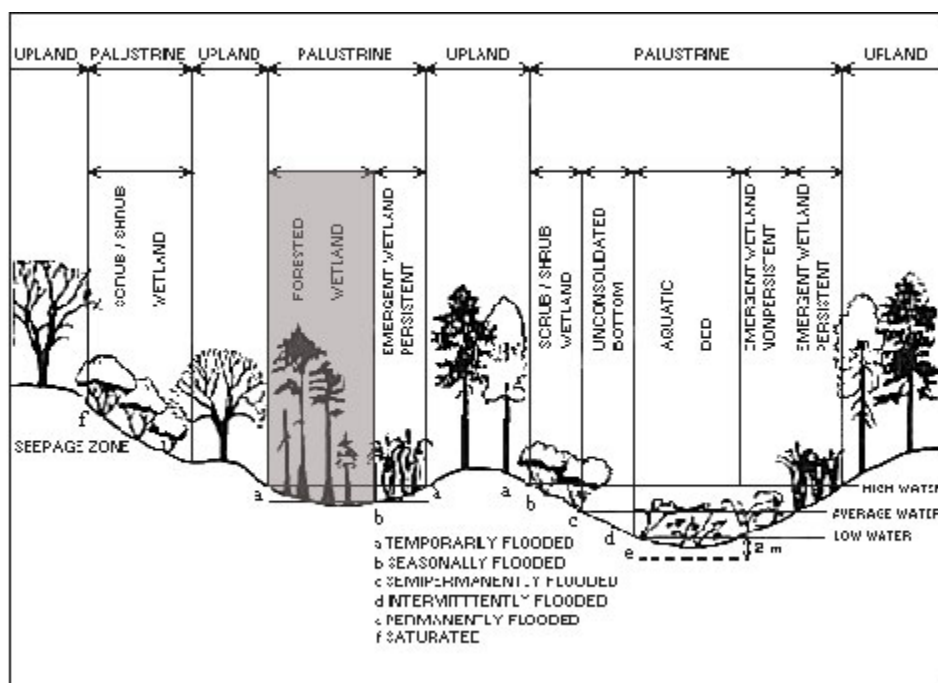 UPLAND PALUSTRINE UPLAND PALUSTRINE UPLAND PALUSTRINE UPLAND
SCRUB / SHRUB
WETLAND
FORESTED
WETLAND
EMERGENT WETLAND
PERSISTENT
SCRUB / SHRUB
WETLAND
UNCONSOLIDATED
BOTTOM
AQUATIC
BED
EMERGENT WETLAND
NONPERSISTENT
EMERGENT WETLAND
PERSISTENT
f
SEEPAGE ZONE
a
b
a
a
b
c
d
e
HIGH WATER
AVERAGE WATER
LOW WATER
2 m
a TEMPORARILY FLOODED
b SEASONALLY FLOODED
c SEMIPERMANENTLY FLOODED
d INTERMITTTENTLY FLOODED
e PERMANENTLY FLOODED
f SATURATED